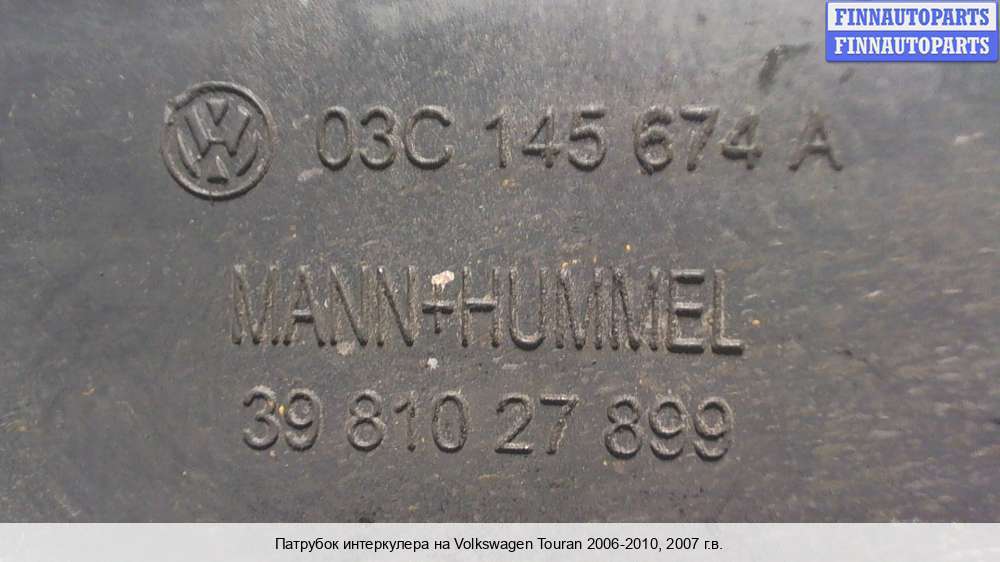 FINNAUTOPARTS
FINNAUTOPARTS
03C 145 674 A
MANN+HUMMEL
39 810 27 899
Патрубок интеркулера на Volkswagen Touran 2006-2010, 2007 г.в.